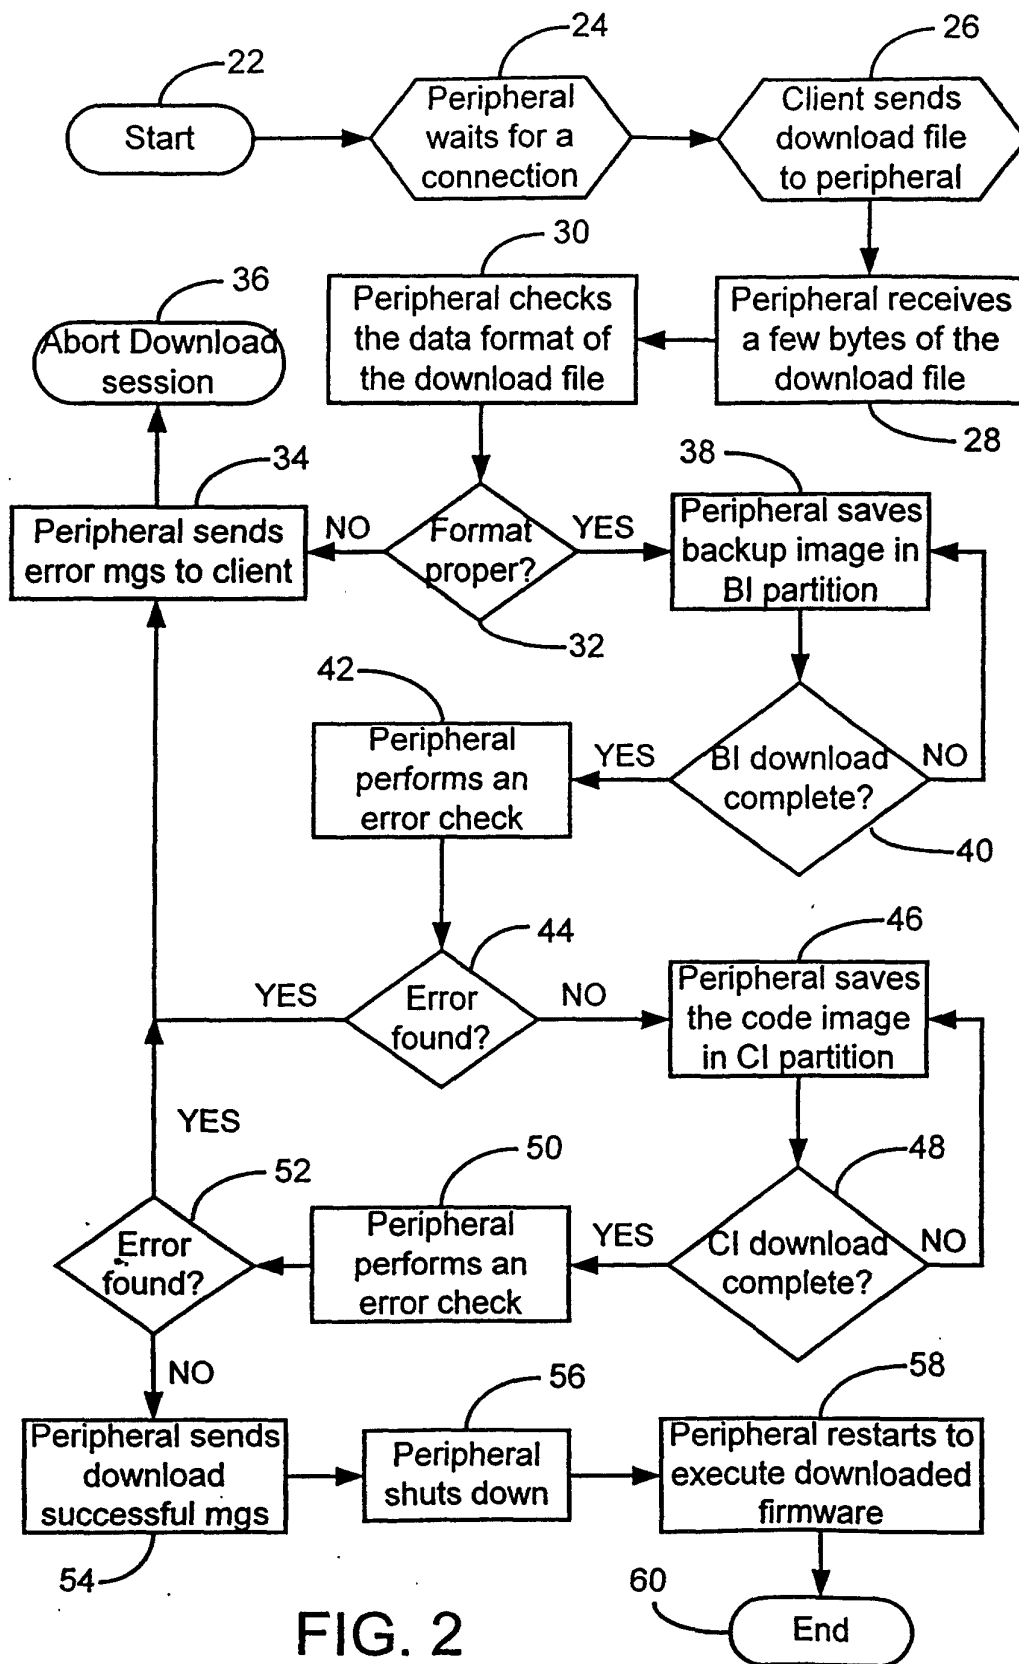 22
24
26
Start
Peripheral
waits for a
connection
Client sends
download file
to peripheral
30
36
Peripheral checks
the data format of
the download file
Peripheral receives
a few bytes of the
download file
28
Abort Download
session
34
38
Peripheral sends
error mgs to client
NO
Format
proper?
YES
32
Peripheral saves
backup image in
BI partition
42
Peripheral
performs an
error check
YES
BI download
complete?
NO
40
44
46
YES
Error
found?
NO
Peripheral saves
the code image
in CI partition
YES
52
50
48
Error
found?
Peripheral
performs an
error check
YES
CI download
complete?
NO
NO
56
58
Peripheral sends
download
successful mgs
Peripheral
shuts down
Peripheral restarts to
execute downloaded
firmware
54
60
End
FIG. 2